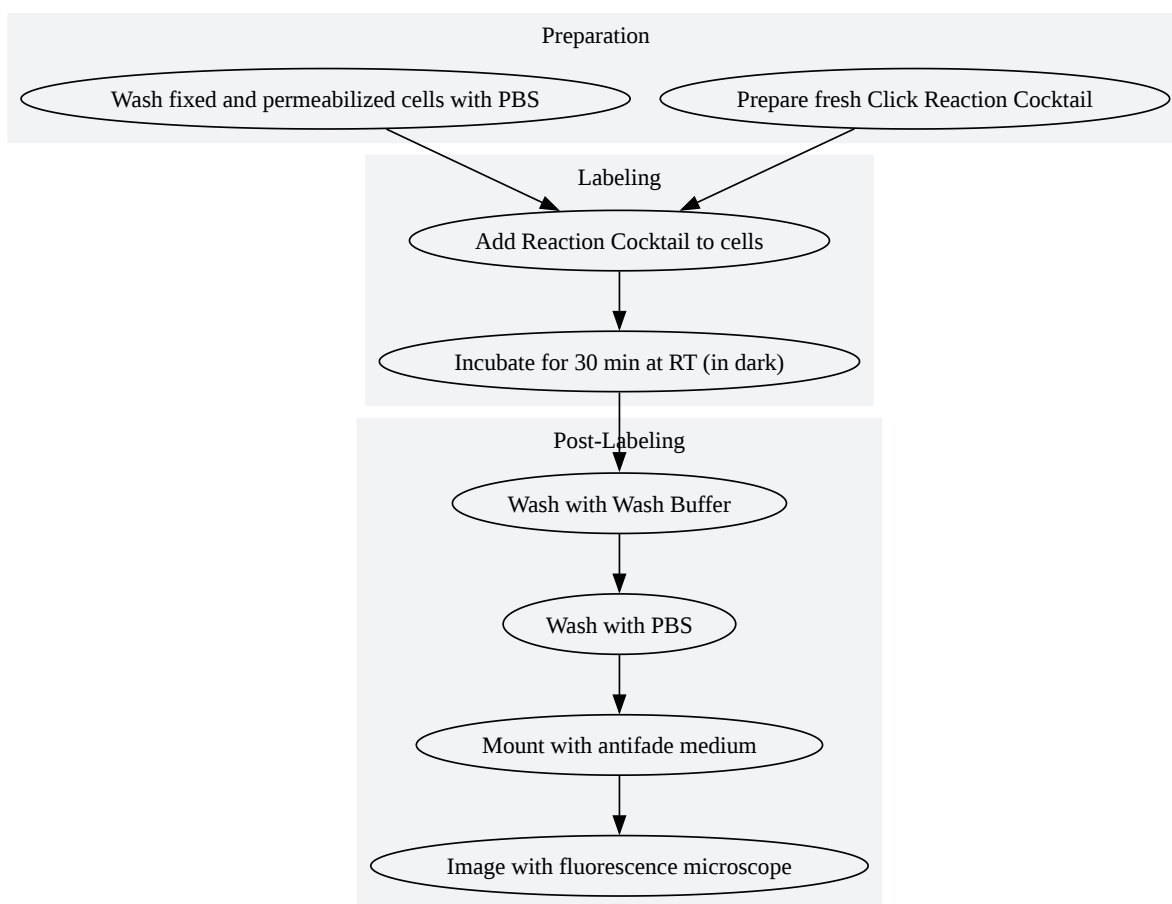 Preparation
Wash fixed and permeabilized cells with PBS
Prepare fresh Click Reaction Cocktail
Labeling
Add Reaction Cocktail to cells
Incubate for 30 min at RT (in dark)
Post-Labeling
Wash with Wash Buffer
Wash with PBS
Mount with antifade medium
Image with fluorescence microscope